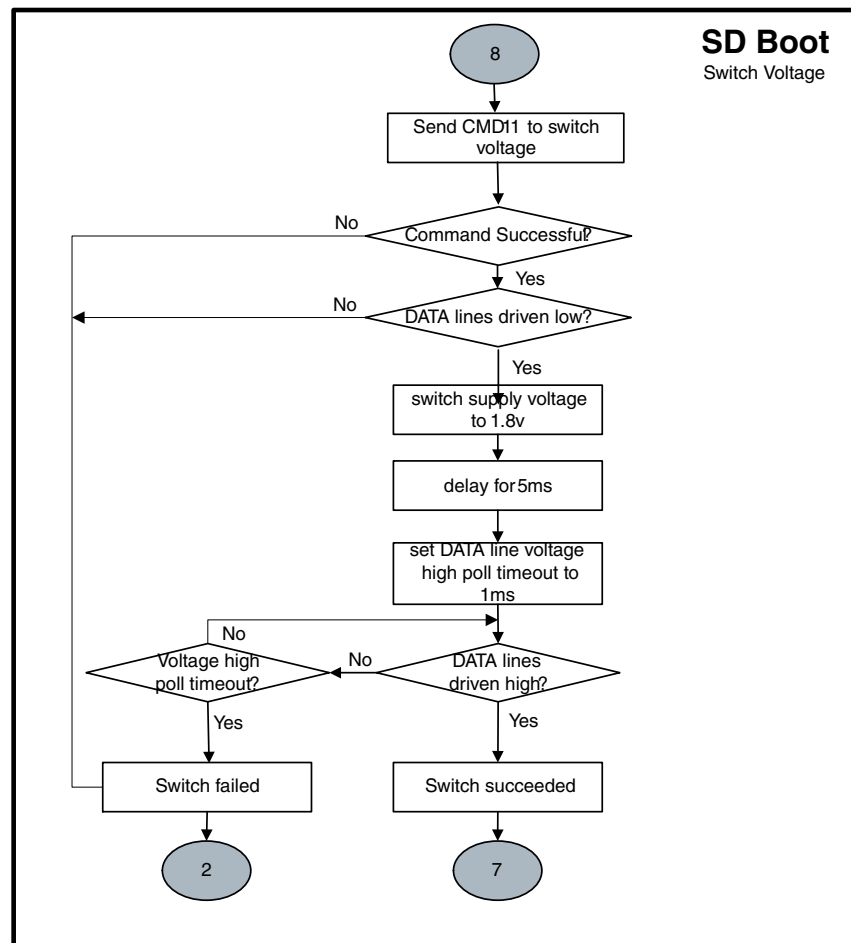 SD Boot
Switch Voltage
8
Send CMD11 to switch
voltage
No
Command Successful?
Yes
No
DATA lines driven low?
Yes
switch supply voltage
to 1.8v
delay for 5ms
set DATA line voltage
high poll timeout to
1ms
No
Voltage high
poll timeout?
No
DATA lines
driven high?
Yes
Yes
Switch failed
Switch succeeded
2
7